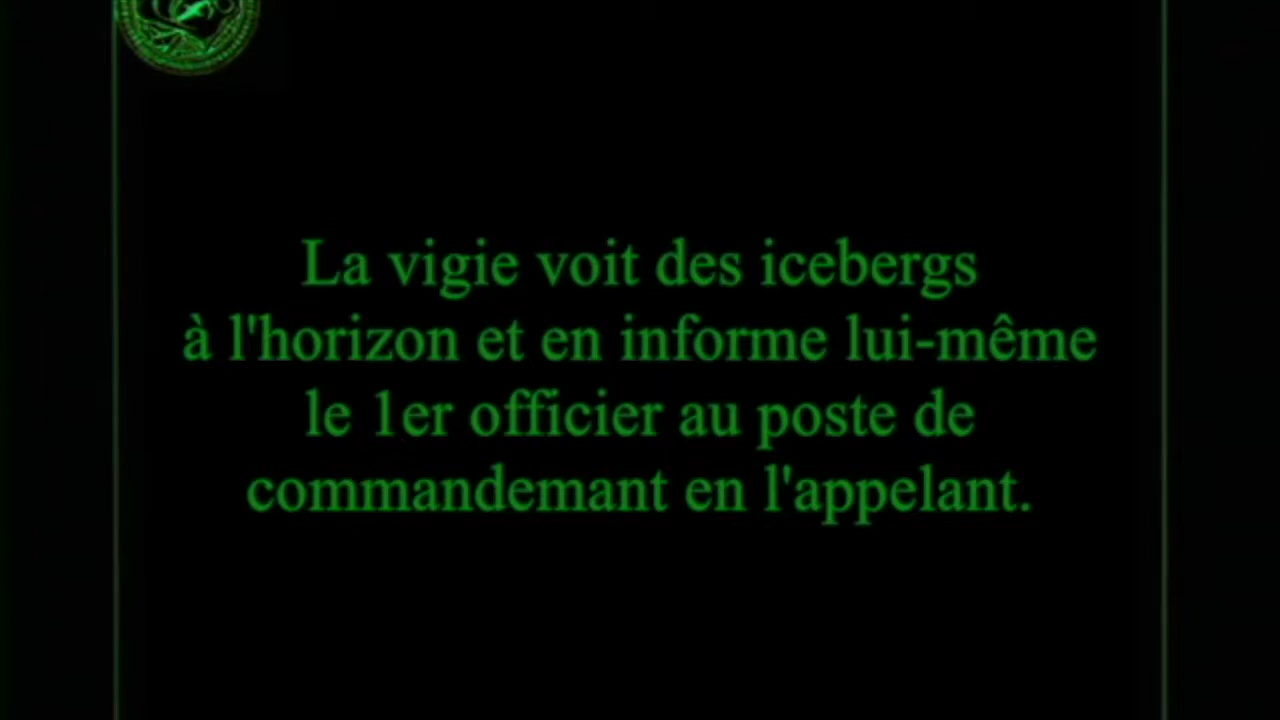 La vigie voit des icebergs
à l'horizon et en informe lui-même
le 1er officier au poste de
commandemant en l'appelant.